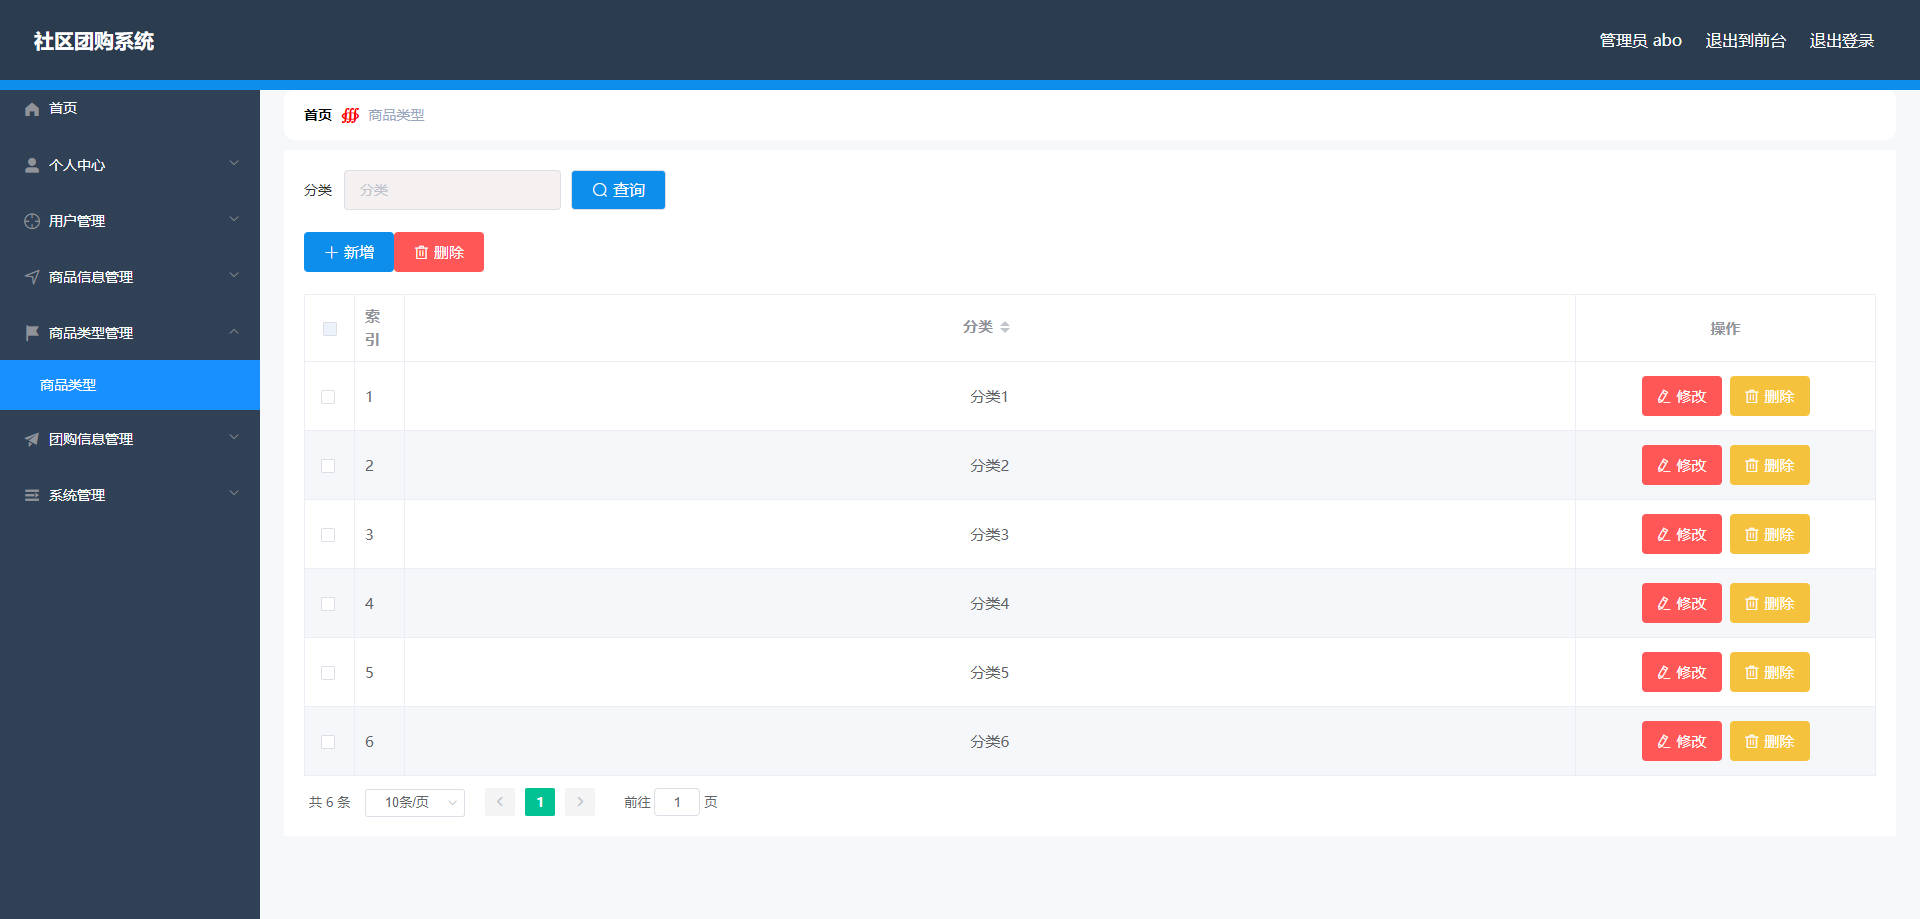 社区团购系统
管理员 abo 退出到前台 退出登录
首页
个人中心
用户管理
商品信息管理
商品类型管理
商品类型
团购信息管理
系统管理
首页 商品类型
分类 分类 查询
新增 删除
索引 分类 操作
1 分类1 修改 删除
2 分类2 修改 删除
3 分类3 修改 删除
4 分类4 修改 删除
5 分类5 修改 删除
6 分类6 修改 删除
共 6 条 10条/页 1 前往 1 页